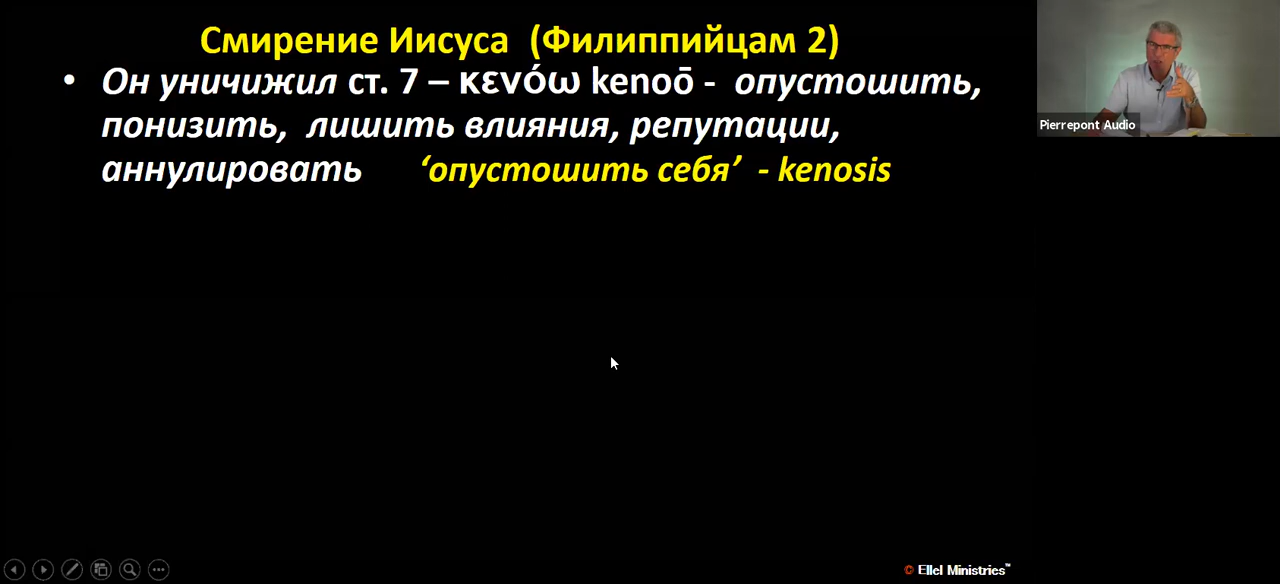 Смирение Иисуса (Филиппийцам 2)
• Он уничижил ст. 7 – κενόω kenoō - опустошить,
понизить, лишить влияния, репутации,
аннулировать ‘опустошить себя’ - kenosis
Pierrepont Audio
© Ellel Ministries™